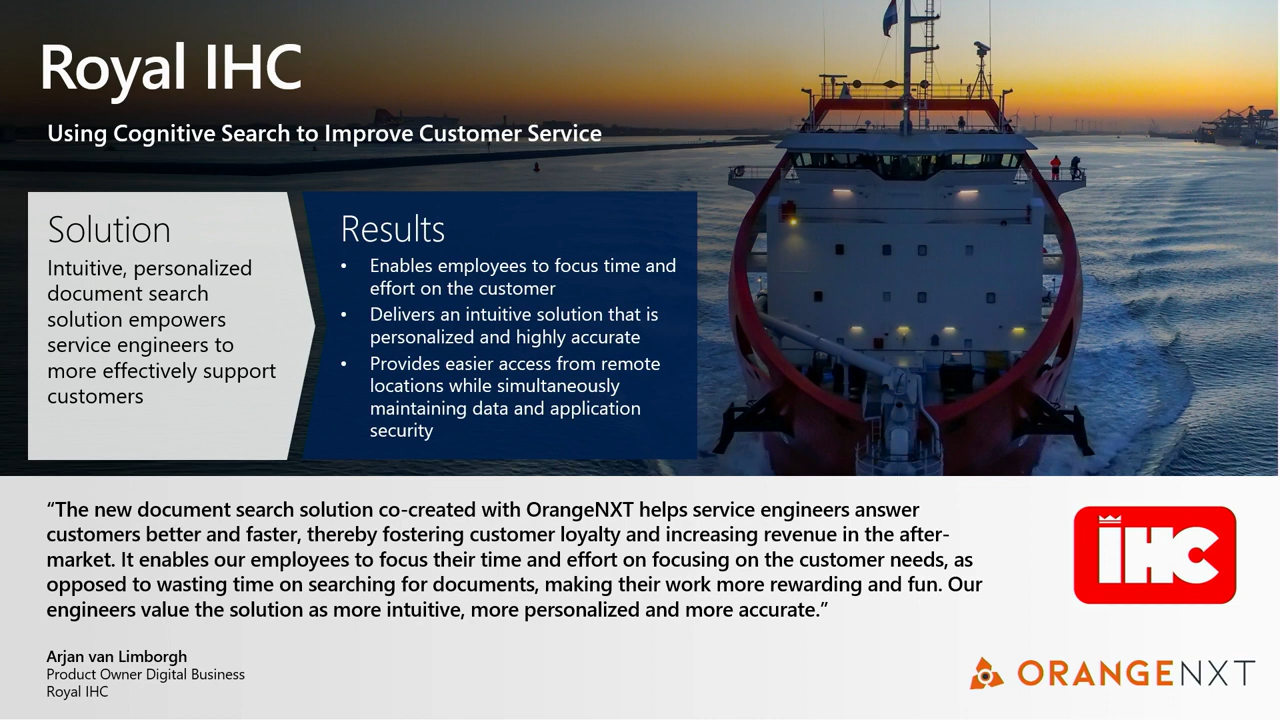 Royal IHC
Using Cognitive Search to Improve Customer Service
Solution
Intuitive, personalized
document search
solution empowers
service engineers to
more effectively support
customers
Results
• Enables employees to focus time and
effort on the customer
• Delivers an intuitive solution that is
personalized and highly accurate
• Provides easier access from remote
locations while simultaneously
maintaining data and application
security
“The new document search solution co-created with OrangeNXT helps service engineers answer
customers better and faster, thereby fostering customer loyalty and increasing revenue in the after-
market. It enables our employees to focus their time and effort on focusing on the customer needs, as
opposed to wasting time on searching for documents, making their work more rewarding and fun. Our
engineers value the solution as more intuitive, more personalized and more accurate.”
Arjan van Limborgh
Product Owner Digital Business
Royal IHC
IHC
ORANGENXT